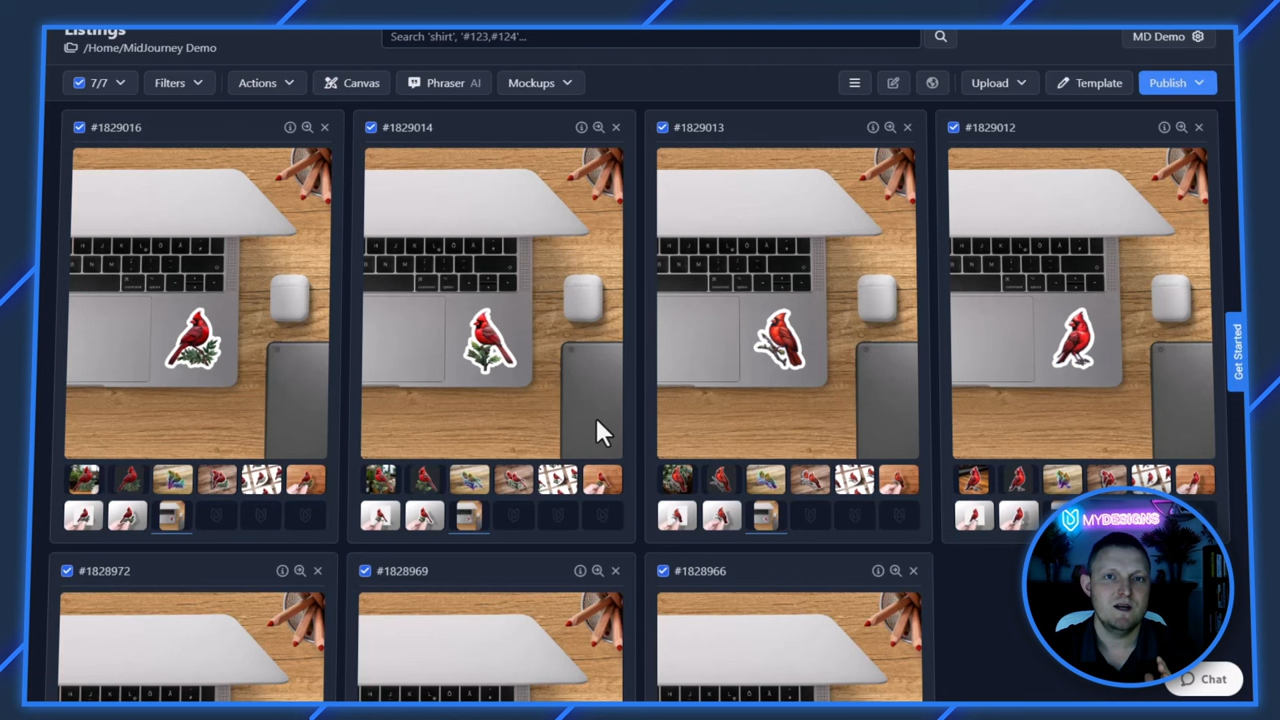 Listings
/Home/MidJourney Demo
Search 'shirt', '#123,#124'...
MD Demo
7/7
Filters
Actions
Canvas
Phraser AI
Mockups
Upload
Template
Publish
#1829016
#1829014
#1829013
#1829012
Get Started
#1828972
#1828969
#1828966
MYDESIGNS
Chat